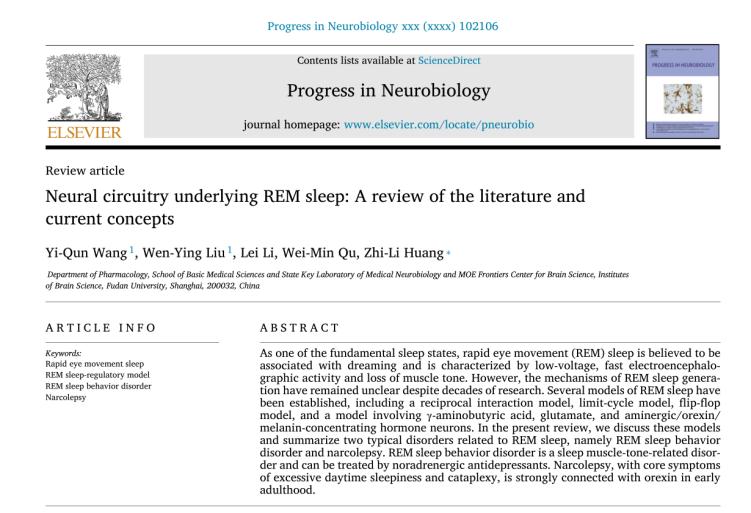 Progress in Neurobiology xxx (xxxx) 102106
Contents lists available at ScienceDirect
Progress in Neurobiology
journal homepage: www.elsevier.com/locate/pneurobio
ELSEVIER
PROGRESS IN NEUROBIOLOGY
Review article
Neural circuitry underlying REM sleep: A review of the literature and
current concepts
Yi-Qun Wang 1, Wen-Ying Liu 1, Lei Li, Wei-Min Qu, Zhi-Li Huang *
Department of Pharmacology, School of Basic Medical Sciences and State Key Laboratory of Medical Neurobiology and MOE Frontiers Center for Brain Science, Institutes
of Brain Science, Fudan University, Shanghai, 200032, China
ARTICLE INFO
Keywords:
Rapid eye movement sleep
REM sleep-regulatory model
REM sleep behavior disorder
Narcolepsy
ABSTRACT
As one of the fundamental sleep states, rapid eye movement (REM) sleep is believed to be
associated with dreaming and is characterized by low-voltage, fast electroencephalo-
graphic activity and loss of muscle tone. However, the mechanisms of REM sleep genera-
tion have remained unclear despite decades of research. Several models of REM sleep have
been established, including a reciprocal interaction model, limit-cycle model, flip-flop
model, and a model involving γ-aminobutyric acid, glutamate, and aminergic/orexin/
melanin-concentrating hormone neurons. In the present review, we discuss these models
and summarize two typical disorders related to REM sleep, namely REM sleep behavior
disorder and narcolepsy. REM sleep behavior disorder is a sleep muscle-tone-related disor-
der and can be treated by noradrenergic antidepressants. Narcolepsy, with core symptoms
of excessive daytime sleepiness and cataplexy, is strongly connected with orexin in early
adulthood.